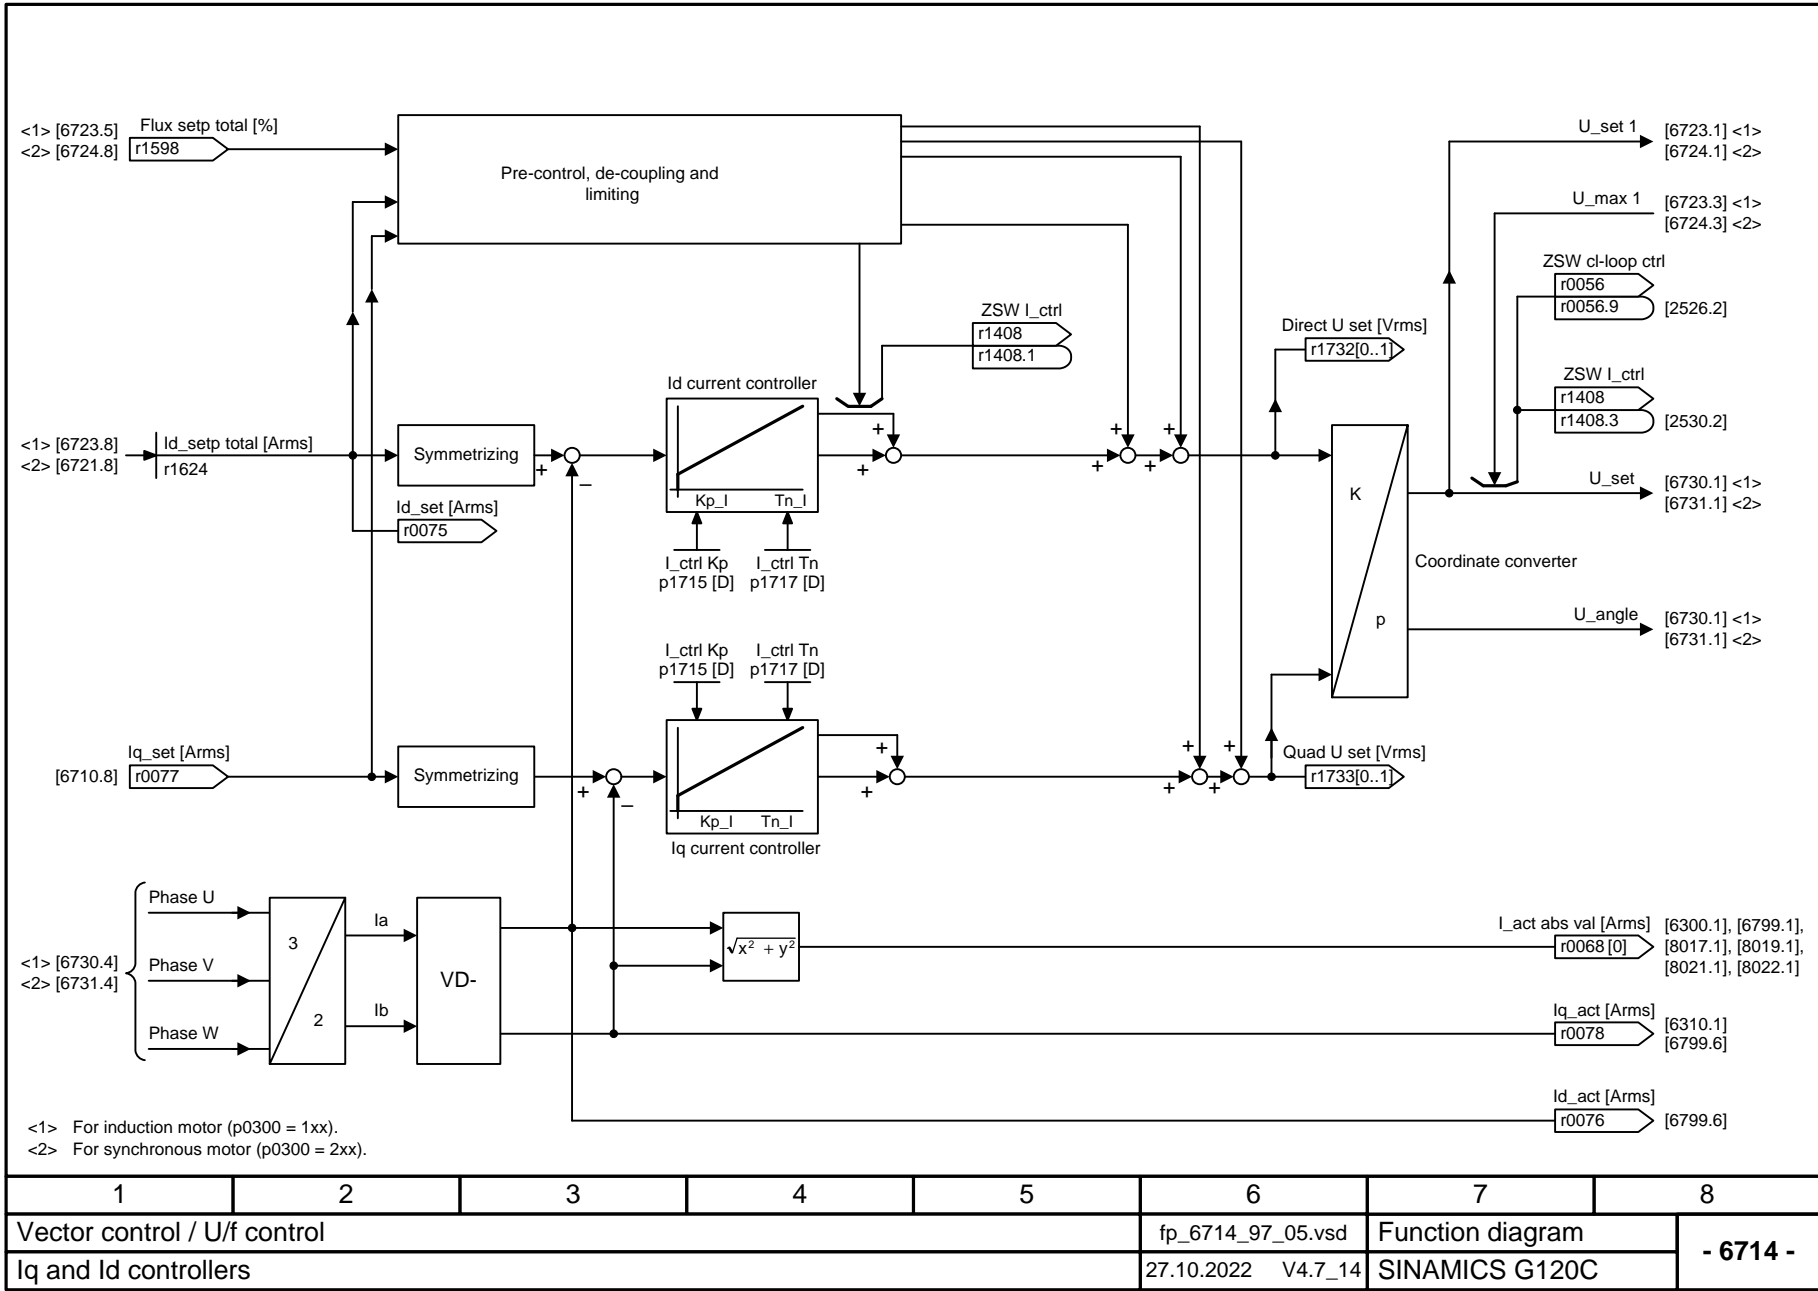 <1> [6723.5]
<2> [6724.8]
Flux setp total [%]
r1598
Pre-control, de-coupling and
limiting
U_set 1
[6723.1] <1>
[6724.1] <2>
U_max 1
[6723.3] <1>
[6724.3] <2>
ZSW cl-loop ctrl
r0056
r0056.9
[2526.2]
ZSW I_ctrl
r1408
r1408.1
Direct U set [Vrms]
r1732[0..1]
ZSW I_ctrl
r1408
r1408.3
[2530.2]
Id current controller
<1> [6723.8]
<2> [6721.8]
Id_setp total [Arms]
r1624
Symmetrizing
+
–
Kp_I
Tn_I
+
+
+
+
+
+
K
p
U_set
[6730.1] <1>
[6731.1] <2>
Id_set [Arms]
r0075
I_ctrl Kp
p1715 [D]
I_ctrl Tn
p1717 [D]
Coordinate converter
U_angle
[6730.1] <1>
[6731.1] <2>
I_ctrl Kp
p1715 [D]
I_ctrl Tn
p1717 [D]
[6710.8]
Iq_set [Arms]
r0077
Symmetrizing
+
–
Kp_I
Tn_I
Iq current controller
+
+
+
+
+
+
Quad U set [Vrms]
r1733[0..1]
<1> [6730.4]
<2> [6731.4]
Phase U
Phase V
Phase W
3
2
Ia
Ib
VD-
√x² + y²
I_act abs val [Arms]
r0068 [0]
[6300.1], [6799.1],
[8017.1], [8019.1],
[8021.1], [8022.1]
Iq_act [Arms]
r0078
[6310.1]
[6799.6]
Id_act [Arms]
r0076
[6799.6]
<1> For induction motor (p0300 = 1xx).
<2> For synchronous motor (p0300 = 2xx).
1 2 3 4 5 6 7 8
Vector control / U/f control
fp_6714_97_05.vsd
Function diagram
- 6714 -
Iq and Id controllers
27.10.2022 V4.7_14
SINAMICS G120C